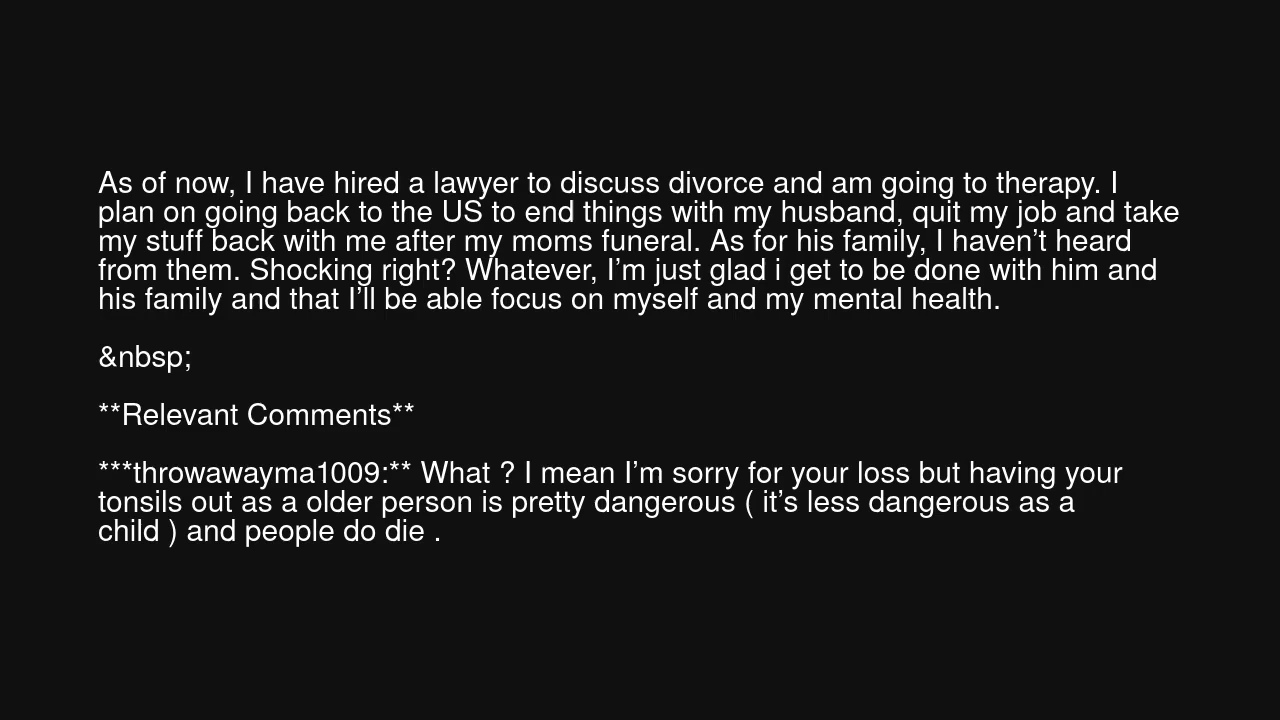 As of now, I have hired a lawyer to discuss divorce and am going to therapy. I
plan on going back to the US to end things with my husband, quit my job and take
my stuff back with me after my moms funeral. As for his family, I haven’t heard
from them. Shocking right? Whatever, I’m just glad i get to be done with him and
his family and that I’ll be able focus on myself and my mental health.
&nbsp;
**Relevant Comments**
***throwawayma1009:** What ? I mean I’m sorry for your loss but having your
tonsils out as a older person is pretty dangerous ( it’s less dangerous as a
child ) and people do die .